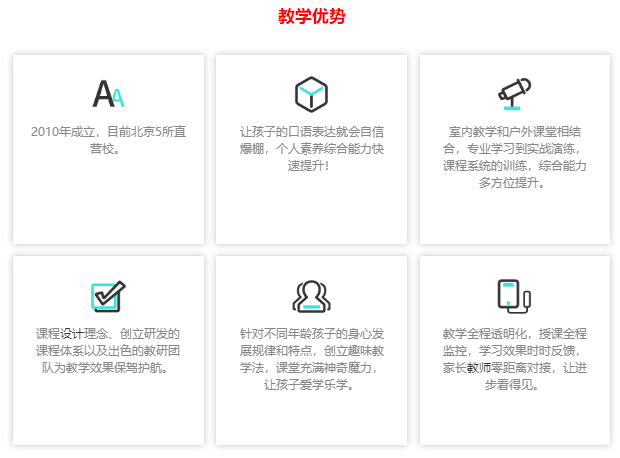 教学优势
AA
2010年成立，目前北京5所直
营校。
让孩子的口语表达就会自信
爆棚，个人素养综合能力快
速提升！
室内教学和户外课堂相结
合，专业学习到实战演练，
课程系统的训练，综合能力
多方位提升。
课程设计理念、创立研发的
课程体系以及出色的教研团
队为教学效果保驾护航。
针对不同年龄孩子的身心发
展规律和特点，创立趣味教
学法，课堂充满神奇魔力，
让孩子爱学乐学。
教学全程透明化，授课全程
监控，学习效果时时反馈，
家长教师零距离对接，让进
步看得见。